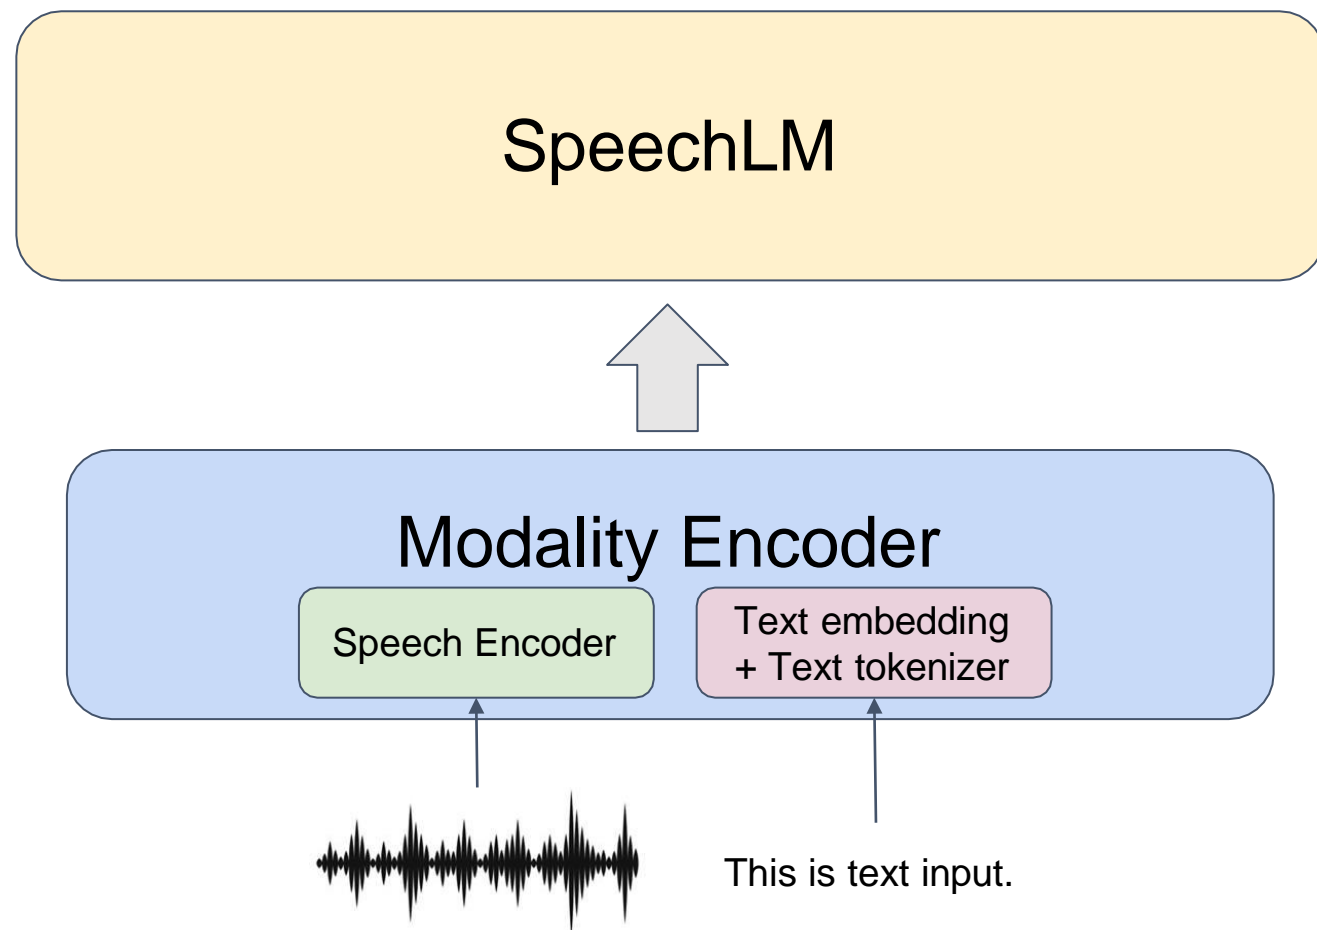 SpeechLM
Modality Encoder
Speech Encoder
Text embedding
+ Text tokenizer
This is text input.